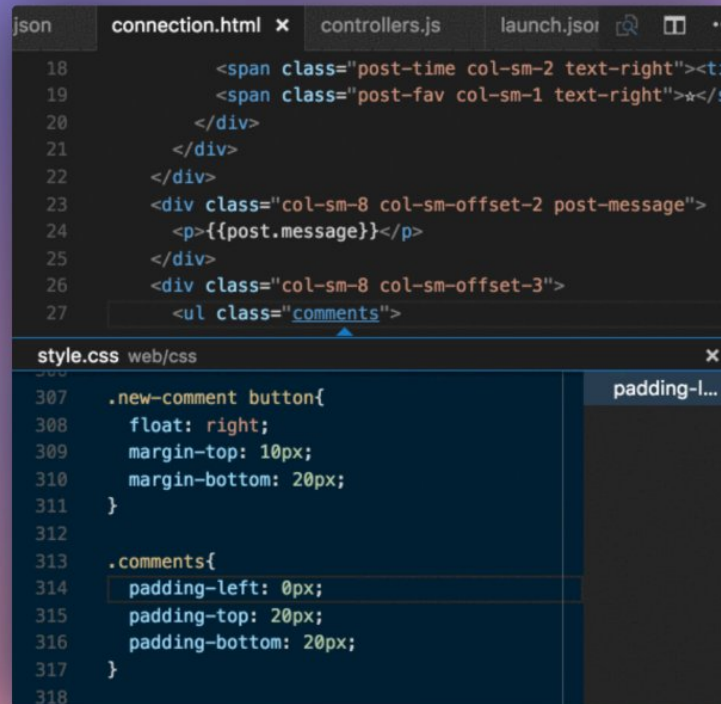 json connection.html × controllers.js launch.json
18 <span class="post-time col-sm-2 text-right"><ti
19 <span class="post-fav col-sm-1 text-right">☆</s
20 </div>
21 </div>
22 </div>
23 <div class="col-sm-8 col-sm-offset-2 post-message">
24 <p>{{post.message}}</p>
25 </div>
26 <div class="col-sm-8 col-sm-offset-3">
27 <ul class="comments">
style.css web/css ×
306
307 .new-comment button{
padding-l...
308 float: right;
309 margin-top: 10px;
310 margin-bottom: 20px;
311 }
312
313 .comments{
314 padding-left: 0px;
315 padding-top: 20px;
316 padding-bottom: 20px;
317 }
318